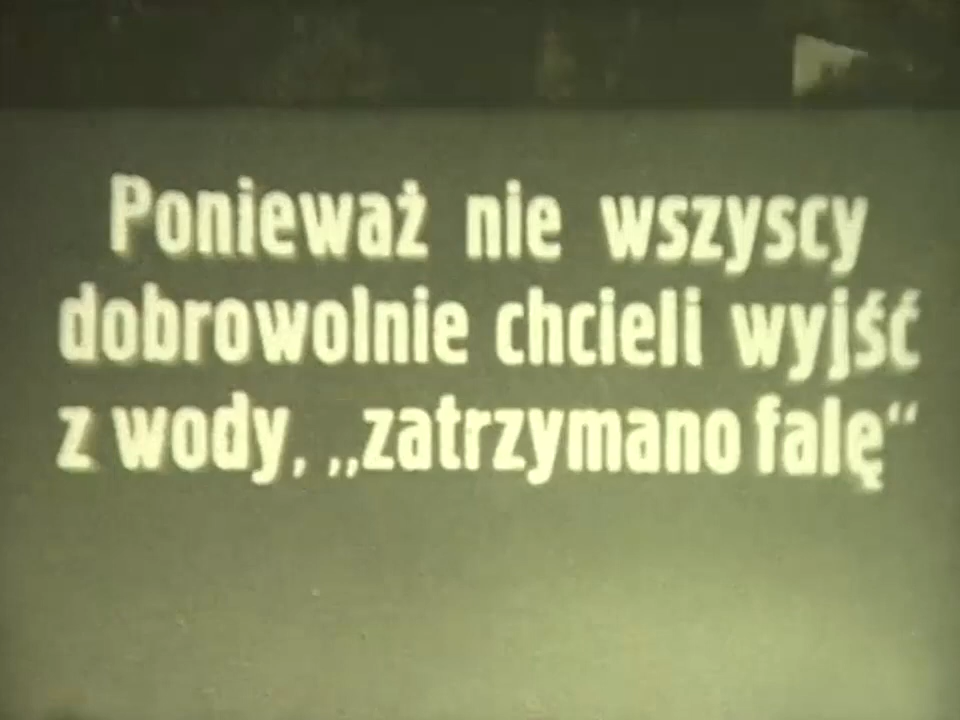 Ponieważ nie wszyscy
dobrowolnie chcieli wyjść
z wody, „zatrzymano falę“